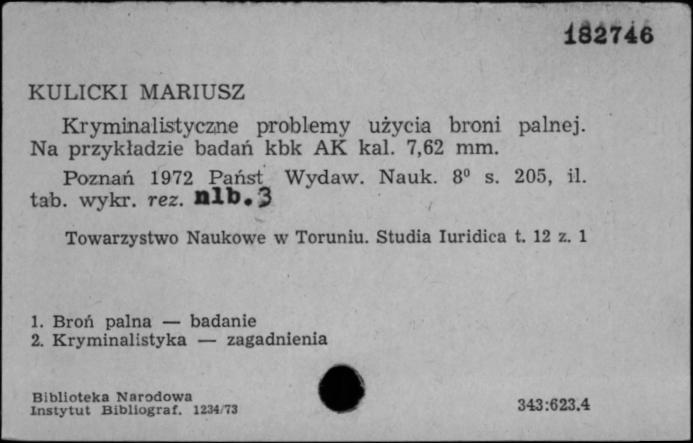 182746
KULICKI MARIUSZ
Kryminalistyczne problemy użycia broni palnej.
Na przykładzie badań kbk AK kal. 7,62 mm.
Poznań 1972 Państ Wydaw. Nauk. 8⁰ s. 205, il.
tab. wykr. rez. nlb. 3
Towarzystwo Naukowe w Toruniu. Studia Iuridica t. 12 z. 1
1. Broń palna — badanie
2. Kryminalistyka — zagadnienia
Biblioteka Narodowa
Instytut Bibliograf. 1234/73
343:623.4